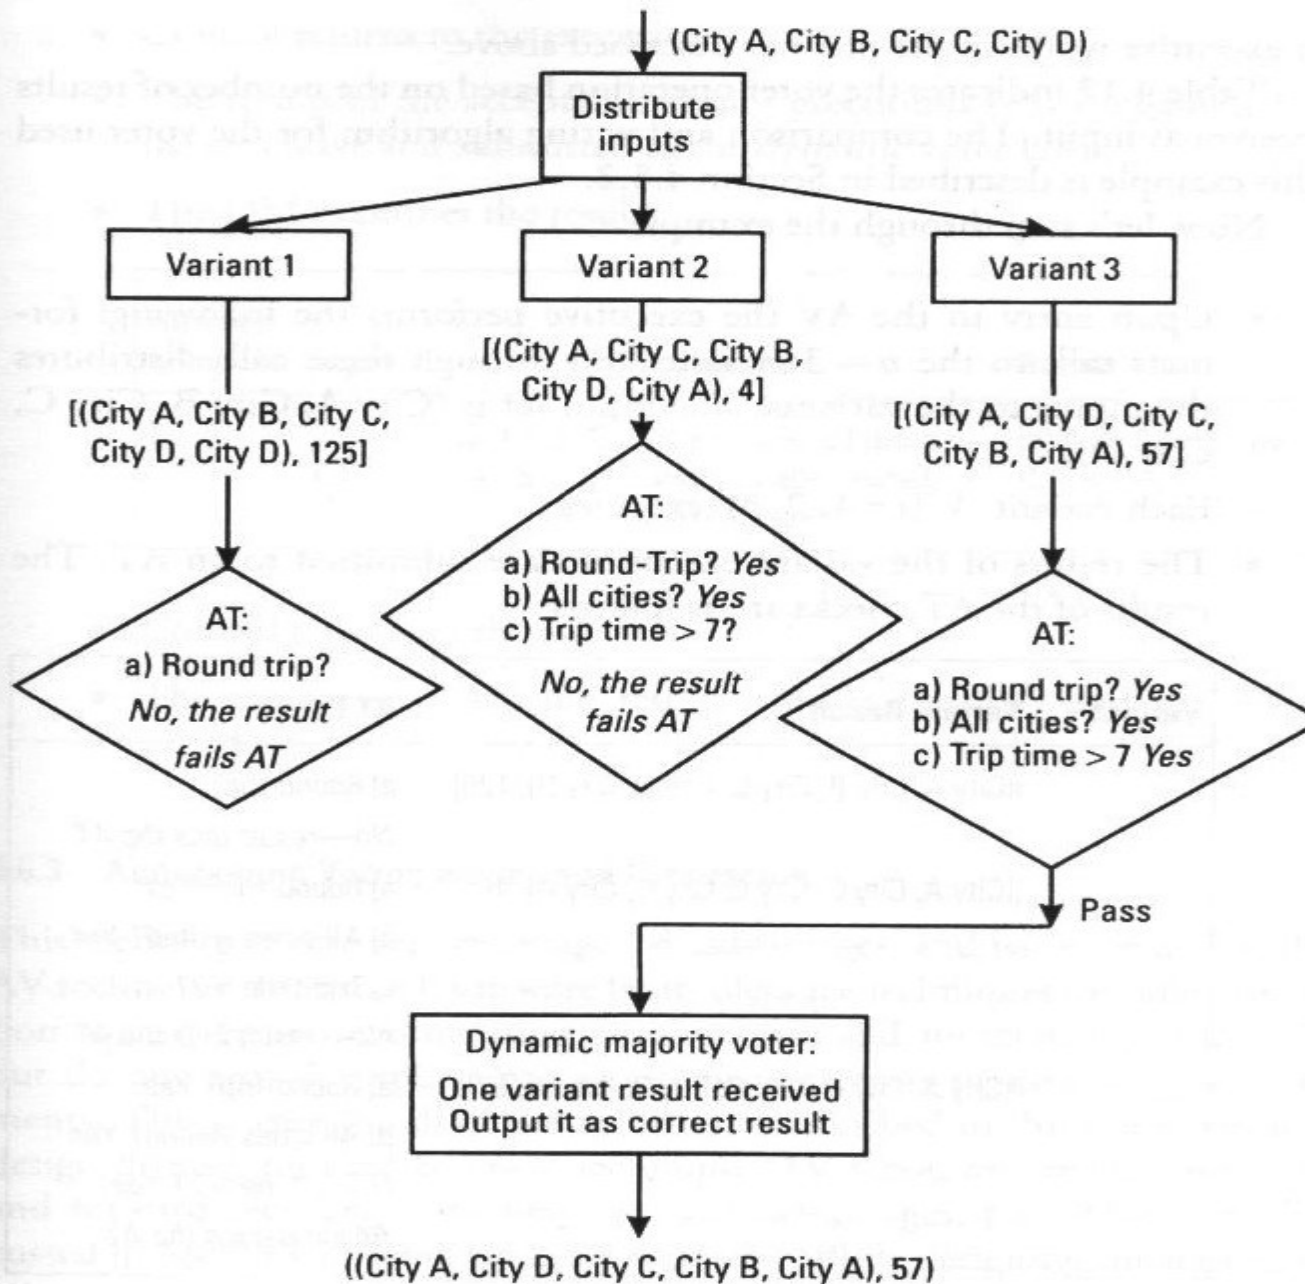 (City A, City B, City C, City D)
Distribute
inputs
Variant 1
Variant 2
Variant 3
[(City A, City B, City C,
City D, City D), 125]
[(City A, City C, City B,
City D, City A), 4]
[(City A, City D, City C,
City B, City A), 57]
AT:
a) Round trip?
No, the result
fails AT
AT:
a) Round-Trip? Yes
b) All cities? Yes
c) Trip time > 7?
No, the result
fails AT
AT:
a) Round trip? Yes
b) All cities? Yes
c) Trip time > 7 Yes
Pass
Dynamic majority voter:
One variant result received
Output it as correct result
((City A, City D, City C, City B, City A), 57)